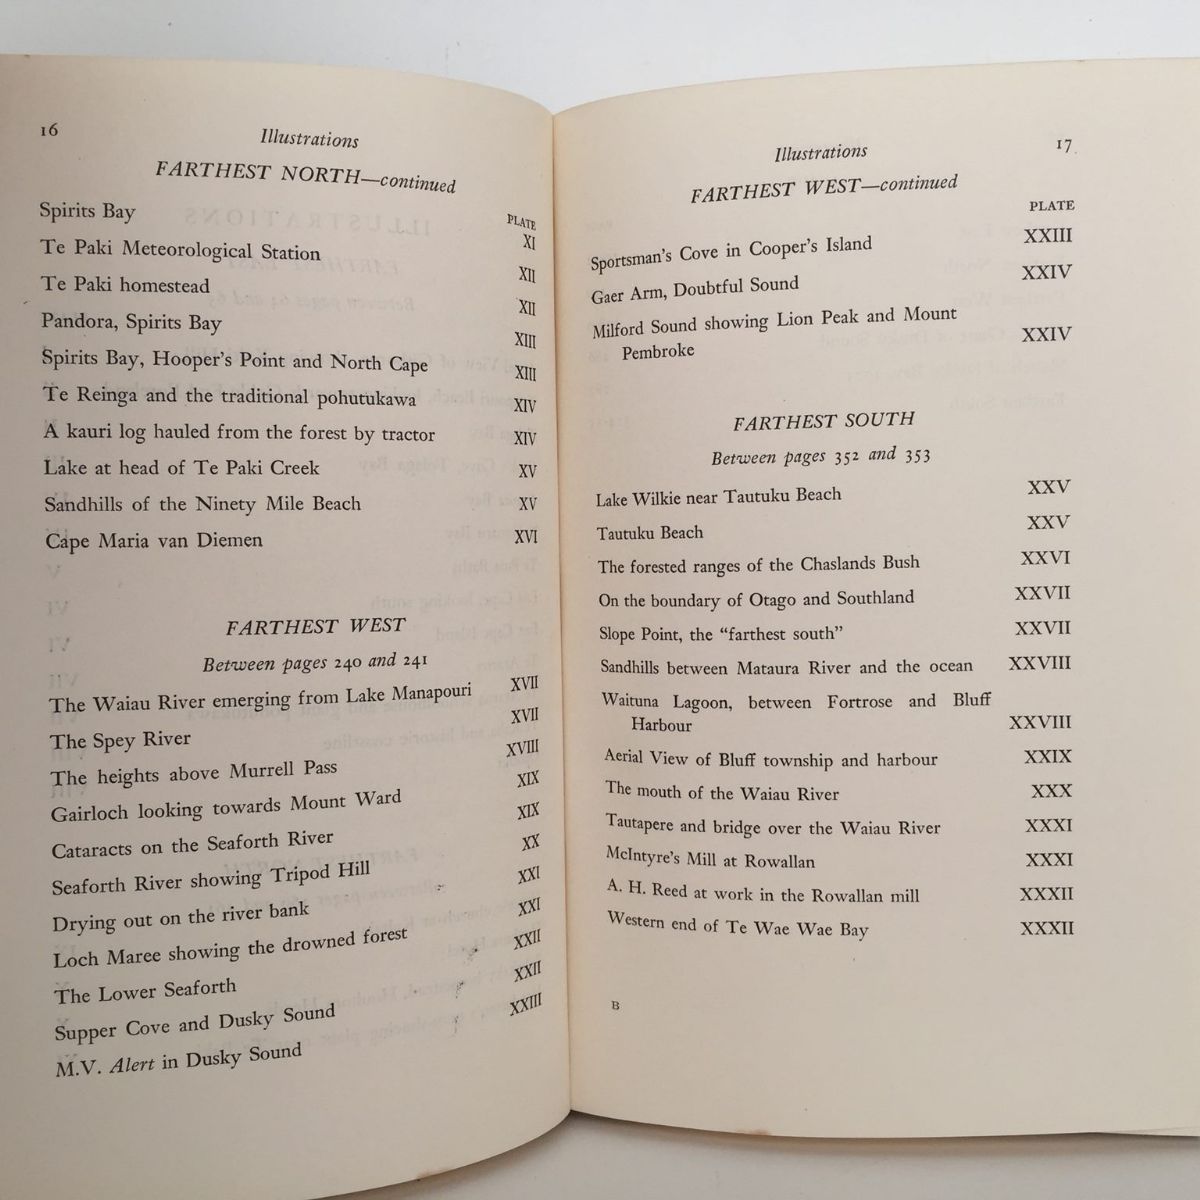 16
Illustrations
FARTHEST NORTH—continued
PLATE
Spirits Bay XI
Te Paki Meteorological Station XII
Te Paki homestead XII
Pandora, Spirits Bay XIII
Spirits Bay, Hooper's Point and North Cape XIII
Te Reinga and the traditional pohutukawa XIV
A kauri log hauled from the forest by tractor XIV
Lake at head of Te Paki Creek XV
Sandhills of the Ninety Mile Beach XV
Cape Maria van Diemen XVI
FARTHEST WEST
Between pages 240 and 241
The Waiau River emerging from Lake Manapouri XVII
The Spey River XVII
The heights above Murrell Pass XVIII
Gairloch looking towards Mount Ward XIX
Cataracts on the Seaforth River XIX
Seaforth River showing Tripod Hill XX
Drying out on the river bank XXI
Loch Maree showing the drowned forest XXI
The Lower Seaforth XXII
Supper Cove and Dusky Sound XXII
M.V. Alert in Dusky Sound XXIII
17
Illustrations
FARTHEST WEST—continued
PLATE
Sportsman's Cove in Cooper's Island XXIII
Gaer Arm, Doubtful Sound XXIV
Milford Sound showing Lion Peak and Mount
Pembroke XXIV
FARTHEST SOUTH
Between pages 352 and 353
Lake Wilkie near Tautuku Beach XXV
Tautuku Beach XXV
The forested ranges of the Chaslands Bush XXVI
On the boundary of Otago and Southland XXVII
Slope Point, the "farthest south" XXVII
Sandhills between Mataura River and the ocean XXVIII
Waituna Lagoon, between Fortrose and Bluff
Harbour XXVIII
Aerial View of Bluff township and harbour XXIX
The mouth of the Waiau River XXX
Tautapere and bridge over the Waiau River XXXI
McIntyre's Mill at Rowallan XXXI
A. H. Reed at work in the Rowallan mill XXXII
Western end of Te Wae Wae Bay XXXII
B